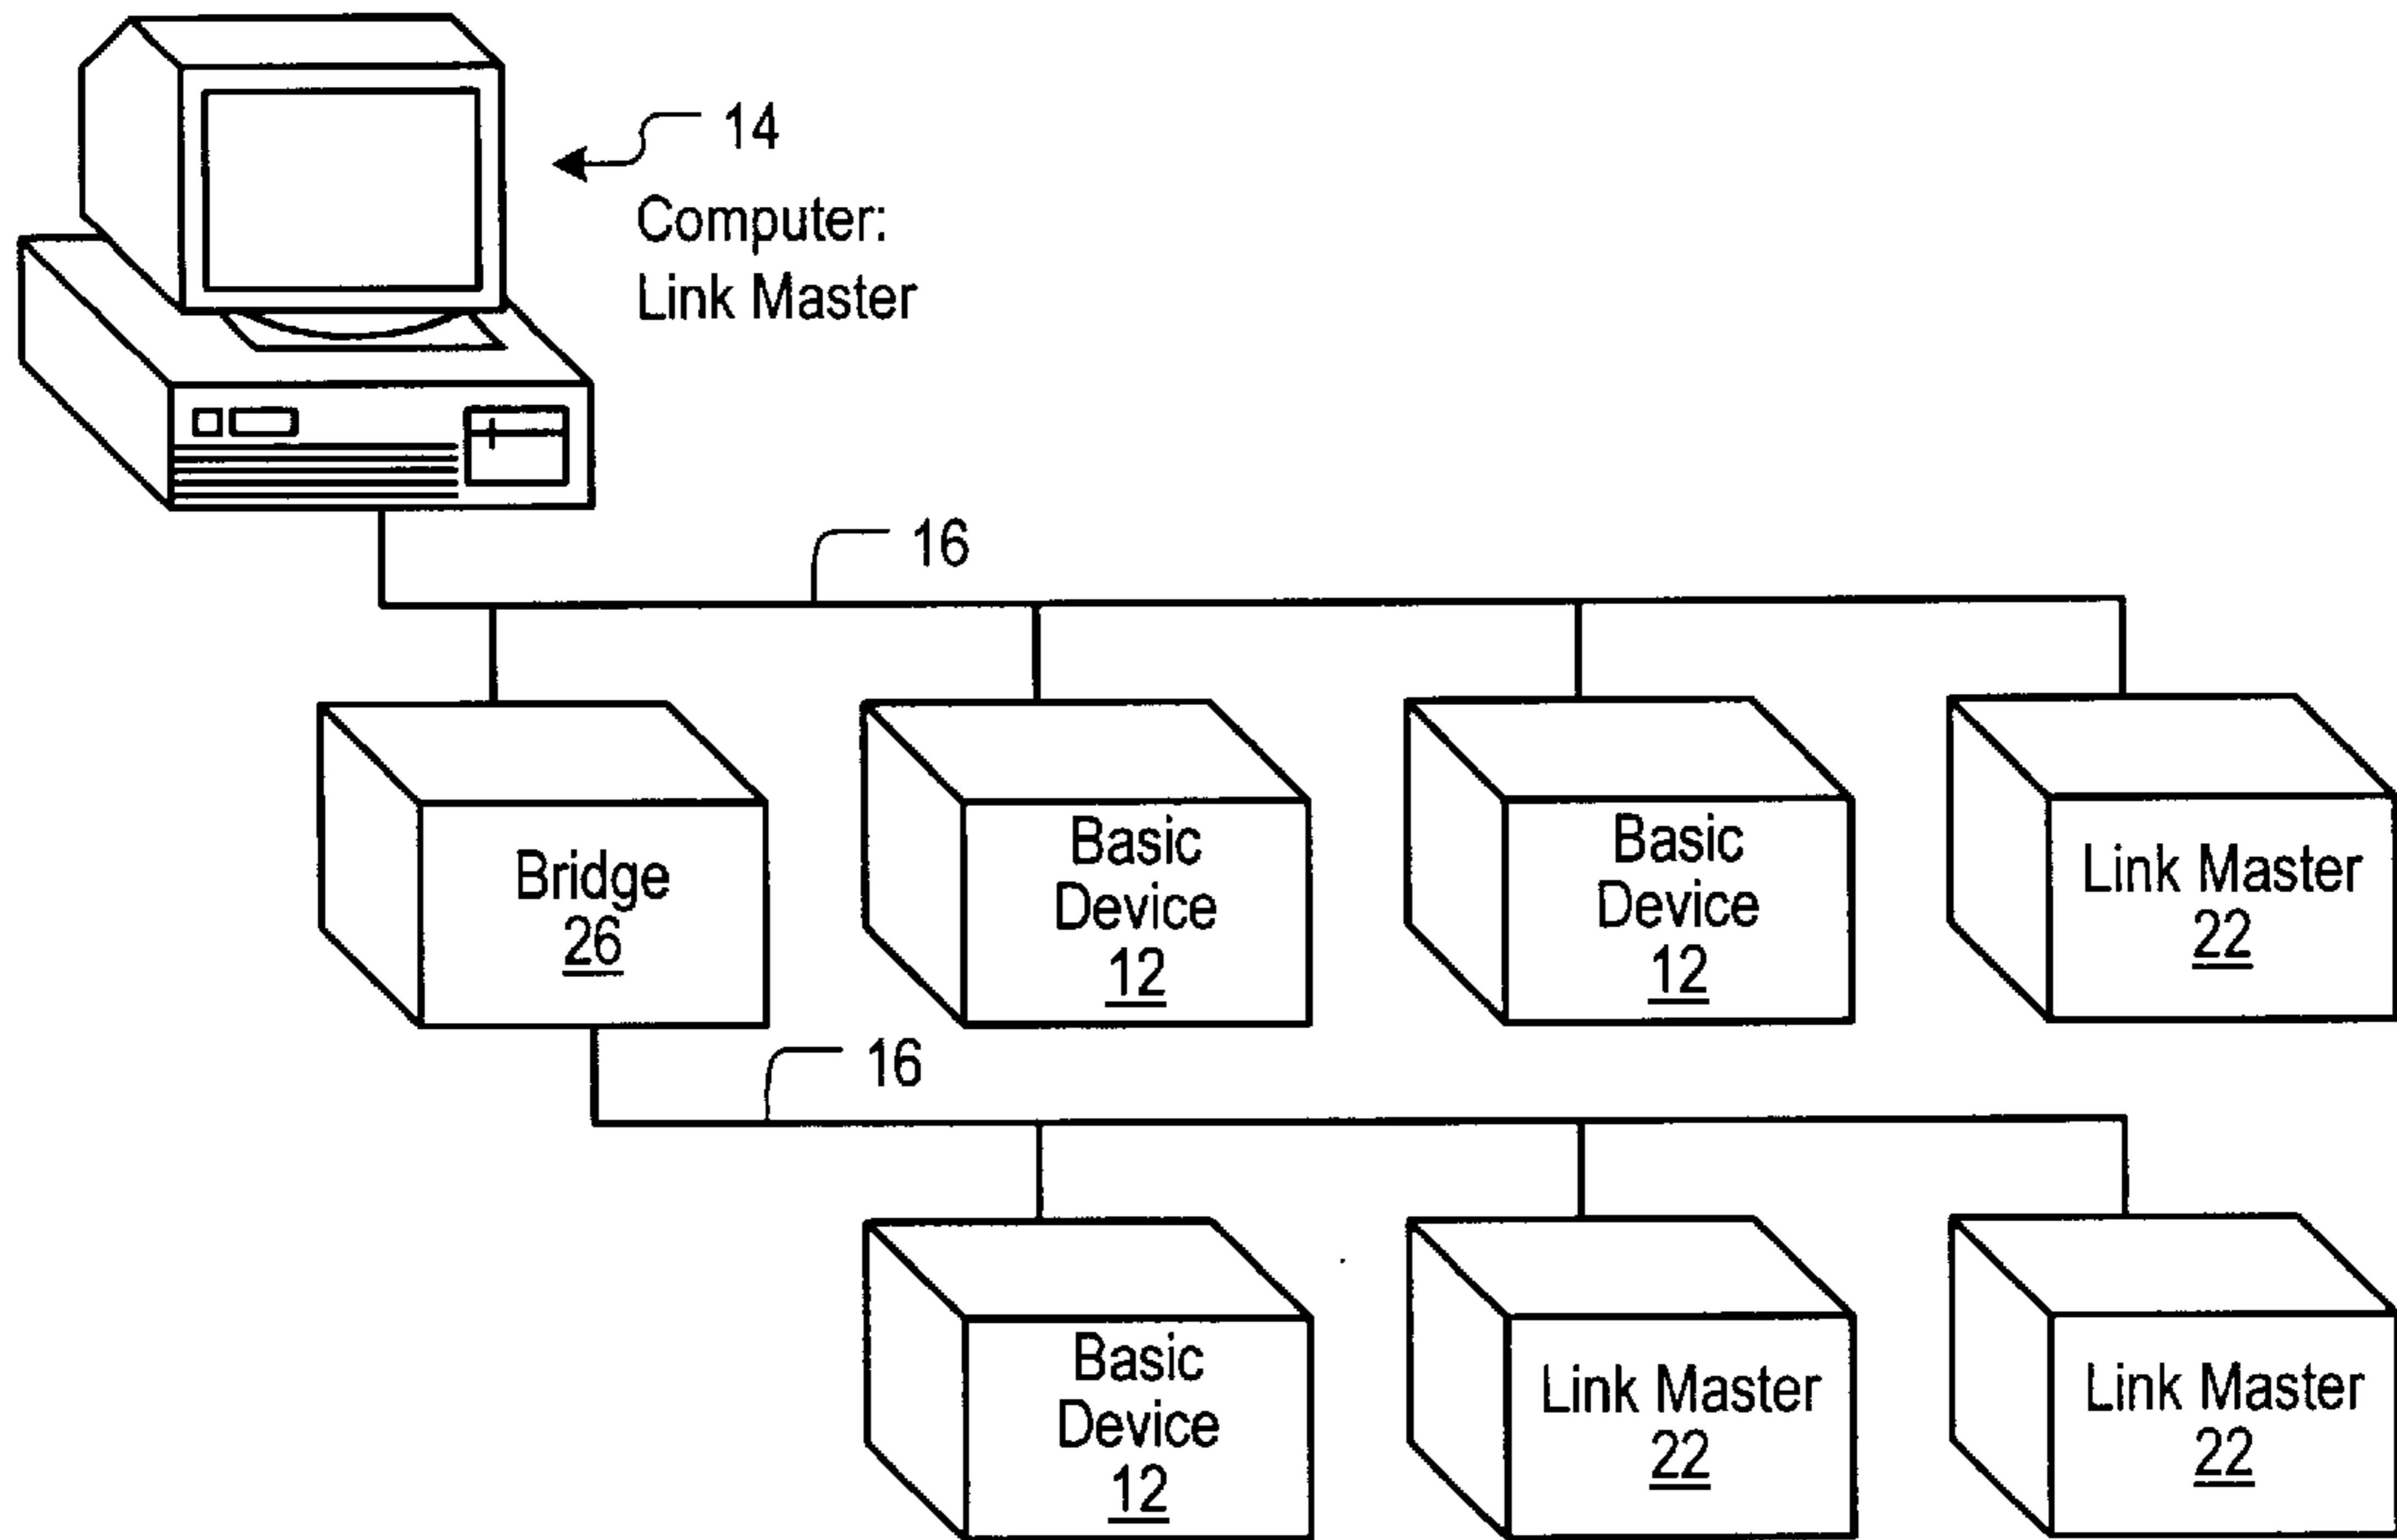 14
Computer:
Link Master
16
Bridge
26
Basic
Device
12
Basic
Device
12
Link Master
22
16
Basic
Device
12
Link Master
22
Link Master
22